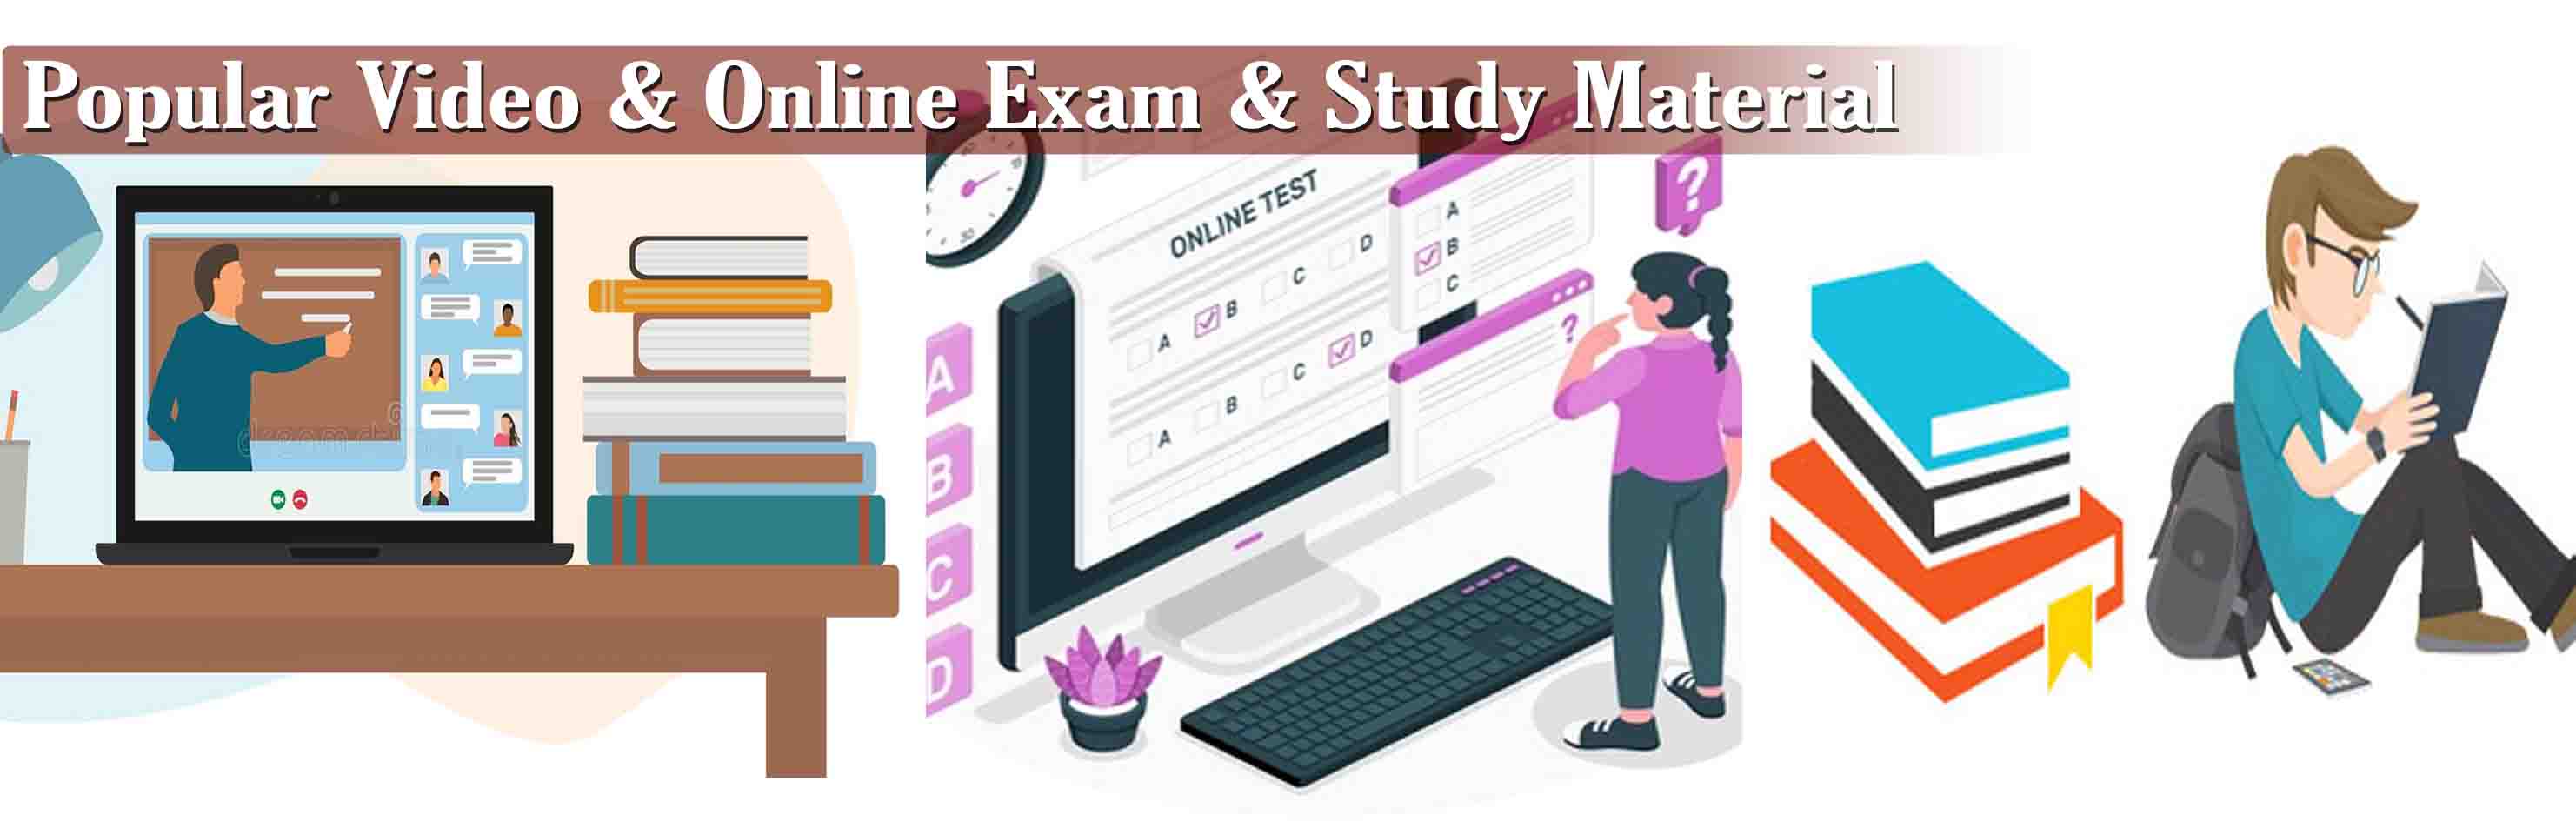 Popular Video & Online Exam & Study Material
ONLINE TEST
A B C D
A B C D
A
B
C
?
?
A
B
C
D